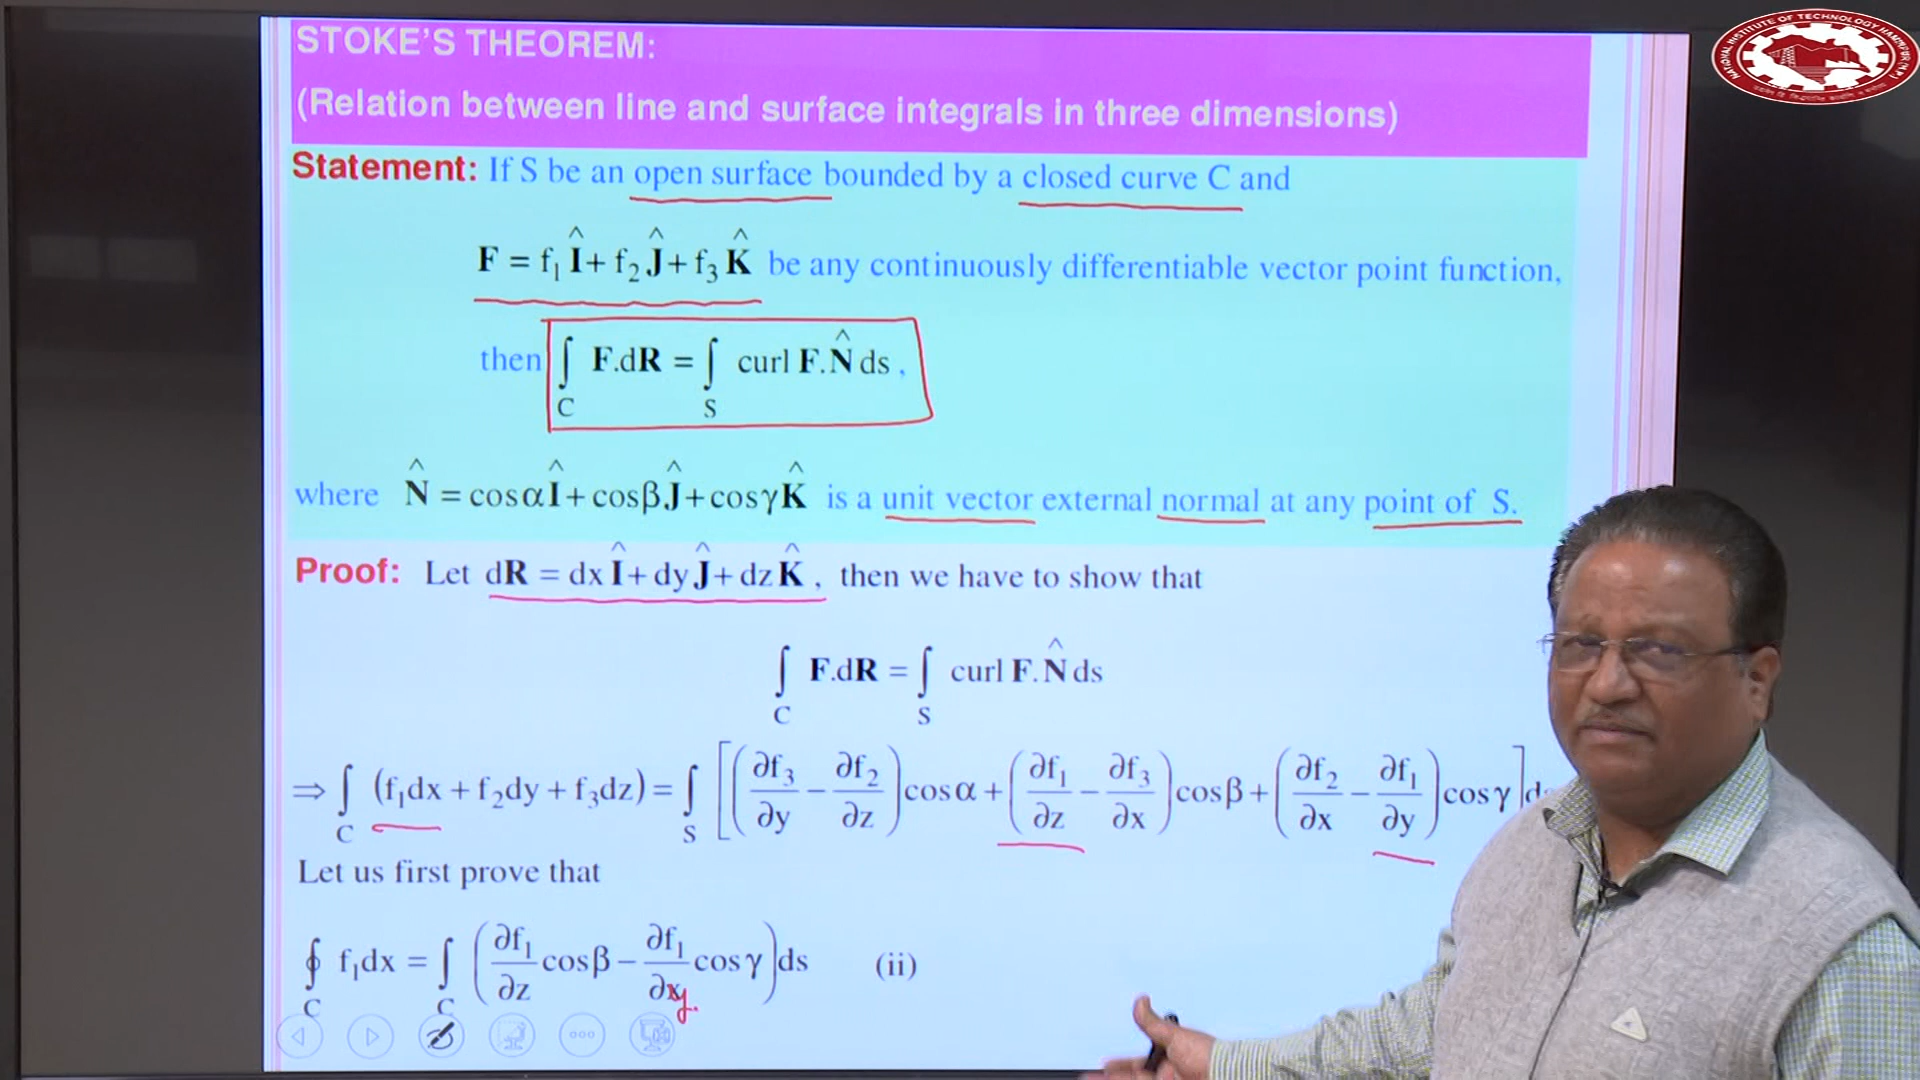 STOKE'S THEOREM:
(Relation between line and surface integrals in three dimensions)
Statement: If S be an open surface bounded by a closed curve C and
F = f₁ Î + f₂ Ĵ + f₃ K̂ be any continuously differentiable vector point function,
then ∫_C F.dR = ∫_S curl F.N̂ ds ,
where N̂ = cosα Î + cosβ Ĵ + cosγ K̂ is a unit vector external normal at any point of S.
Proof: Let dR = dx Î + dy Ĵ + dz K̂ , then we have to show that
∫_C F.dR = ∫_S curl F.N̂ ds
⇒ ∫_C (f₁dx + f₂dy + f₃dz) = ∫_S [(∂f₃/∂y − ∂f₂/∂z) cosα + (∂f₁/∂z − ∂f₃/∂x) cosβ + (∂f₂/∂x − ∂f₁/∂y) cosγ] d
Let us first prove that
∮_C f₁dx = ∫_C (∂f₁/∂z cosβ − ∂f₁/∂x cosγ) ds (ii)
y.
NATIONAL INSTITUTE OF TECHNOLOGY HAMIRPUR (H.P.)